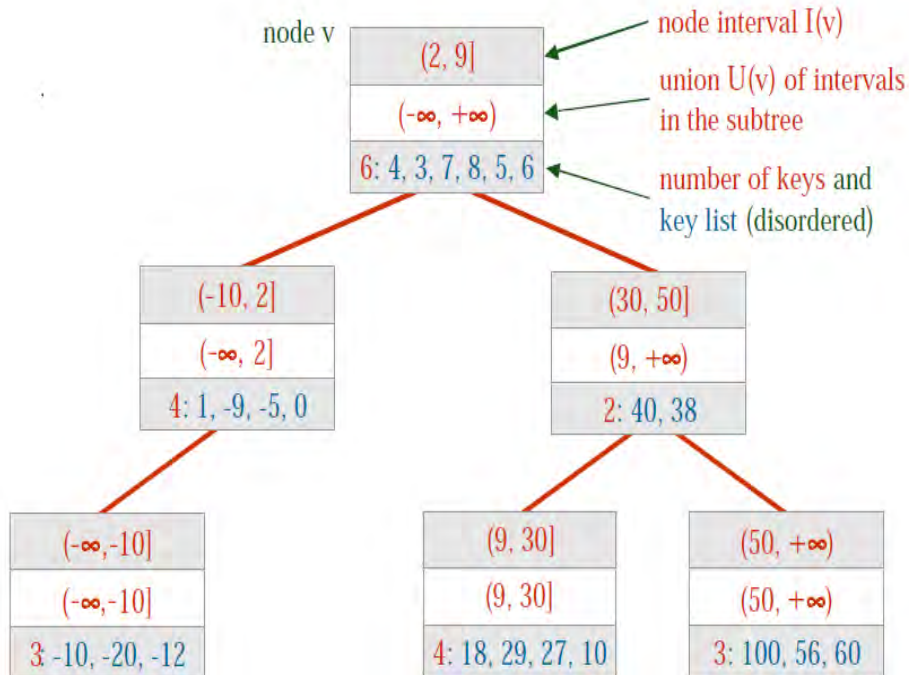 node v
(2, 9]
(-∞, +∞)
6: 4, 3, 7, 8, 5, 6
node interval I(v)
union U(v) of intervals
in the subtree
number of keys and
key list (disordered)
(-10, 2]
(-∞, 2]
4: 1, -9, -5, 0
(30, 50]
(9, +∞)
2: 40, 38
(-∞,-10]
(-∞,-10]
3: -10, -20, -12
(9, 30]
(9, 30]
4: 18, 29, 27, 10
(50, +∞)
(50, +∞)
3: 100, 56, 60